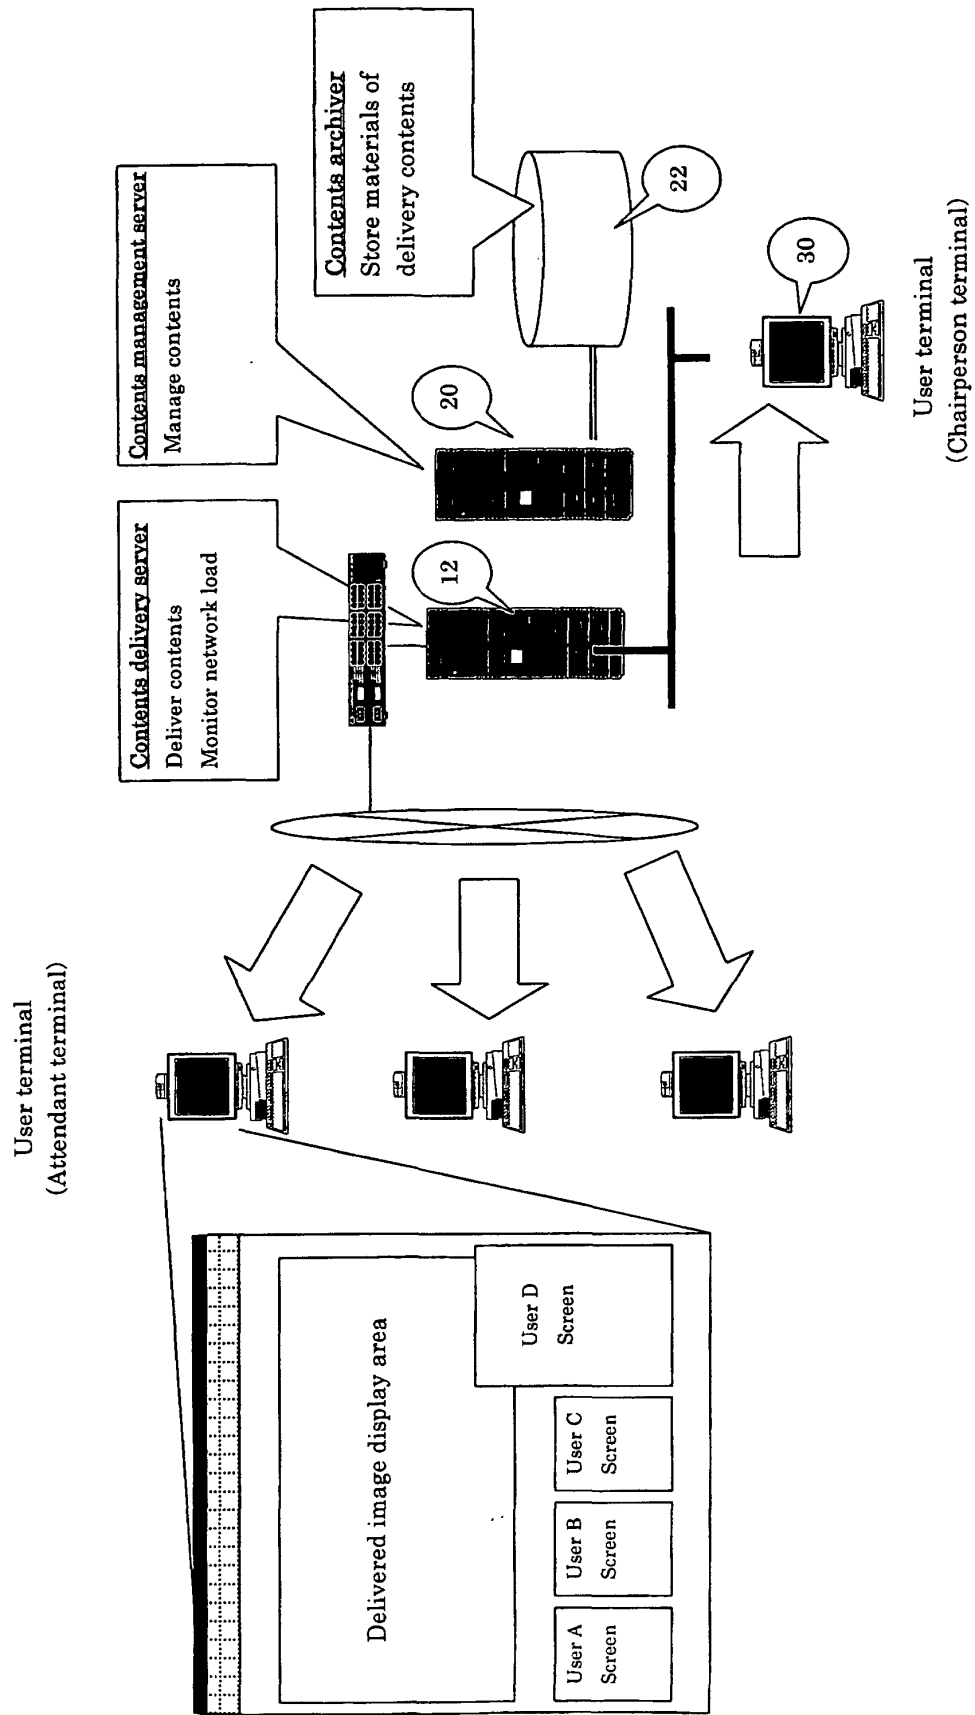 User terminal
(Attendant terminal)
Contents delivery server
Deliver contents
Monitor network load
Contents management server
Manage contents
Contents archiver
Store materials of
delivery contents
12
20
22
30
User terminal
(Chairperson terminal)
Delivered image display area
User A
Screen
User B
Screen
User C
Screen
User D
Screen